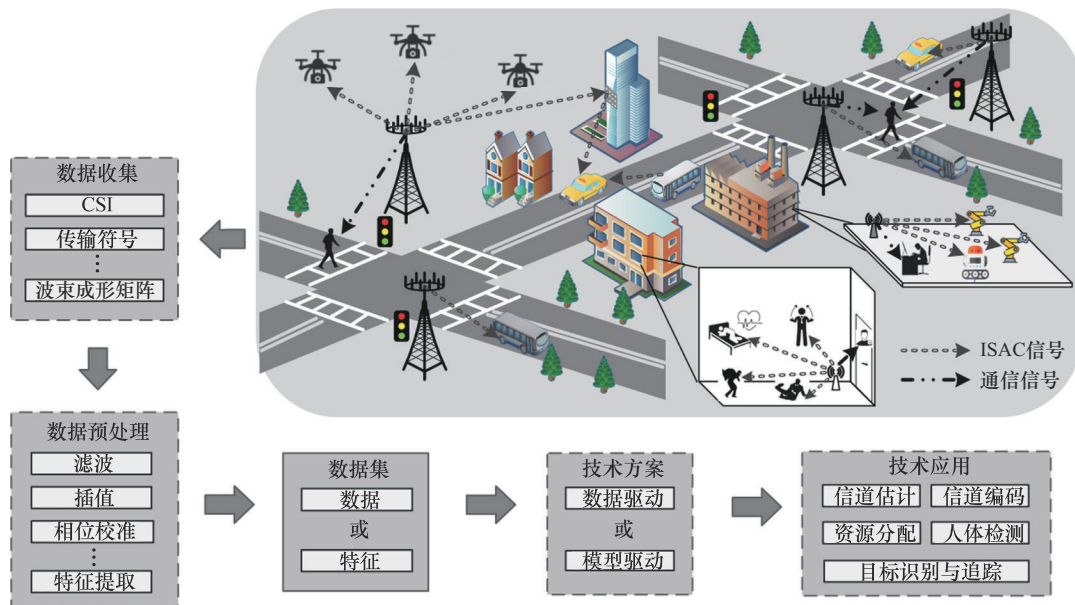 数据收集
CSI
传输符号
⋮
波束成形矩阵
ISAC信号
通信信号
数据预处理
滤波
插值
相位校准
⋮
特征提取
数据集
数据
或
特征
技术方案
数据驱动
或
模型驱动
技术应用
信道估计 信道编码
资源分配 人体检测
目标识别与追踪